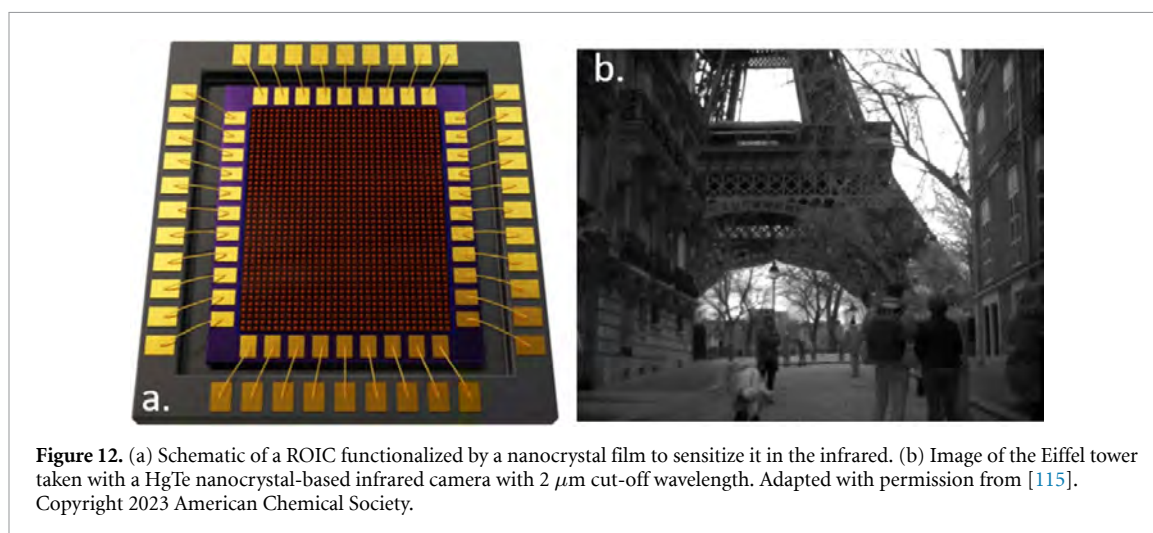 a.
b.
Figure 12. (a) Schematic of a ROIC functionalized by a nanocrystal film to sensitize it in the infrared. (b) Image of the Eiffel tower
taken with a HgTe nanocrystal-based infrared camera with 2 μm cut-off wavelength. Adapted with permission from [115].
Copyright 2023 American Chemical Society.